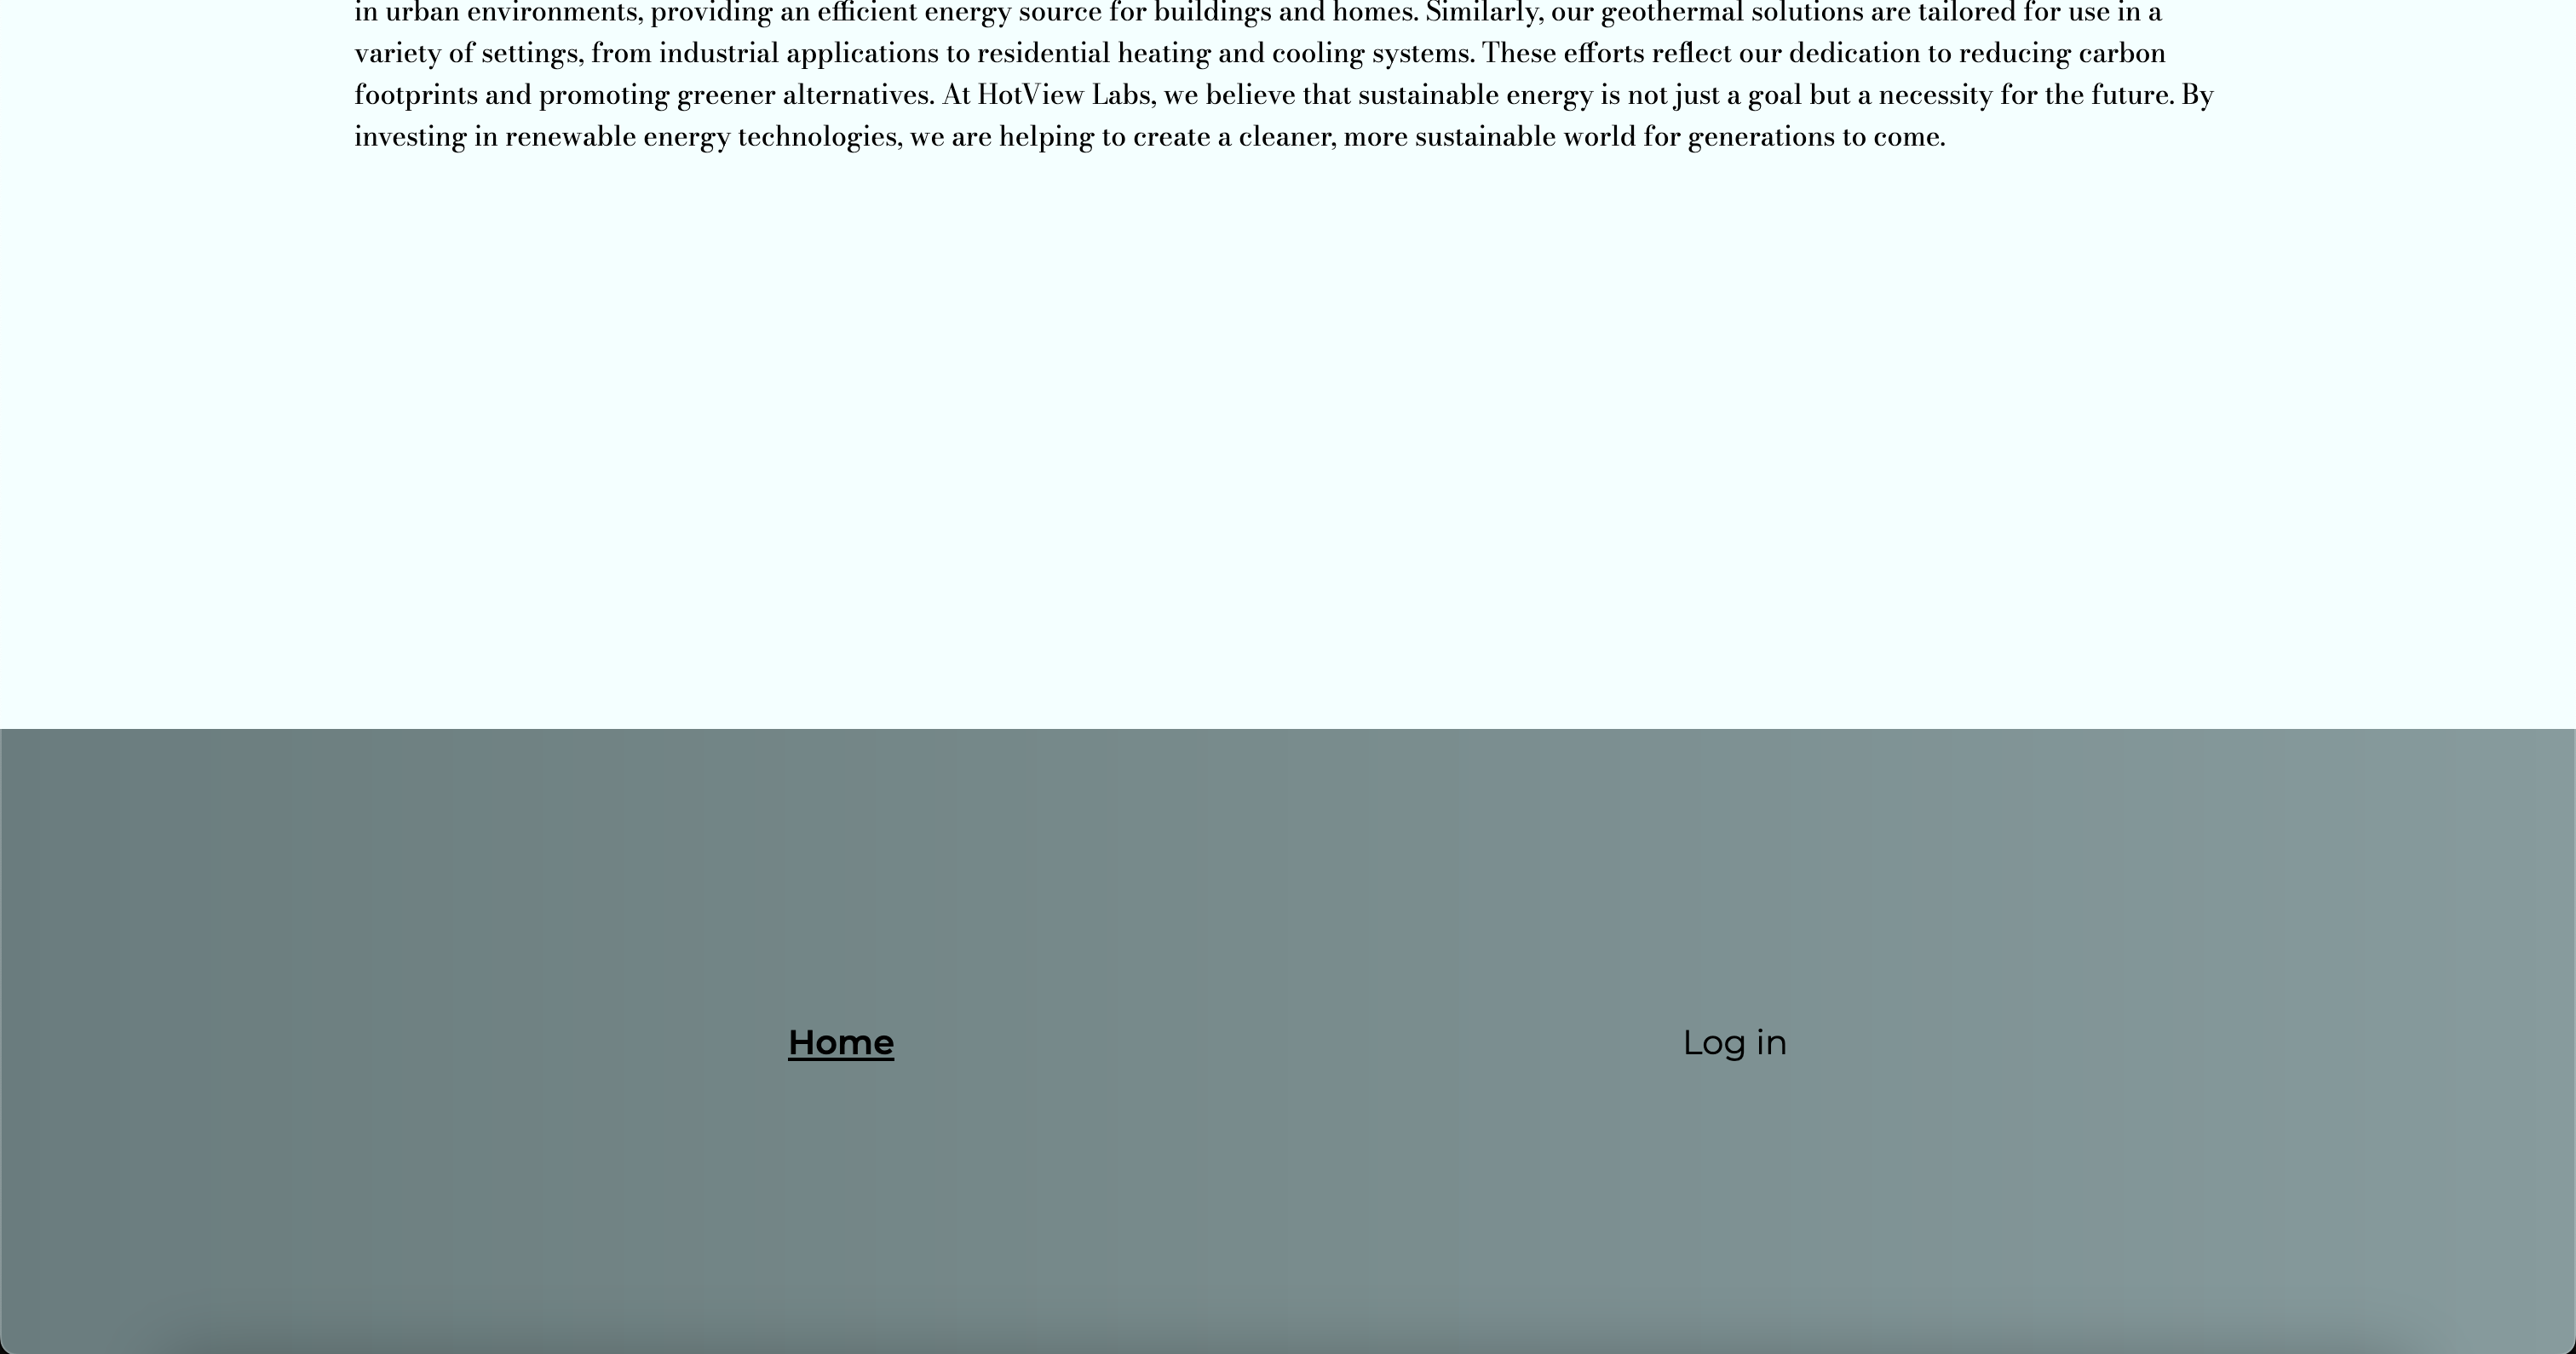 in urban environments, providing an efficient energy source for buildings and homes. Similarly, our geothermal solutions are tailored for use in a
variety of settings, from industrial applications to residential heating and cooling systems. These efforts reflect our dedication to reducing carbon
footprints and promoting greener alternatives. At HotView Labs, we believe that sustainable energy is not just a goal but a necessity for the future. By
investing in renewable energy technologies, we are helping to create a cleaner, more sustainable world for generations to come.
Home
Log in